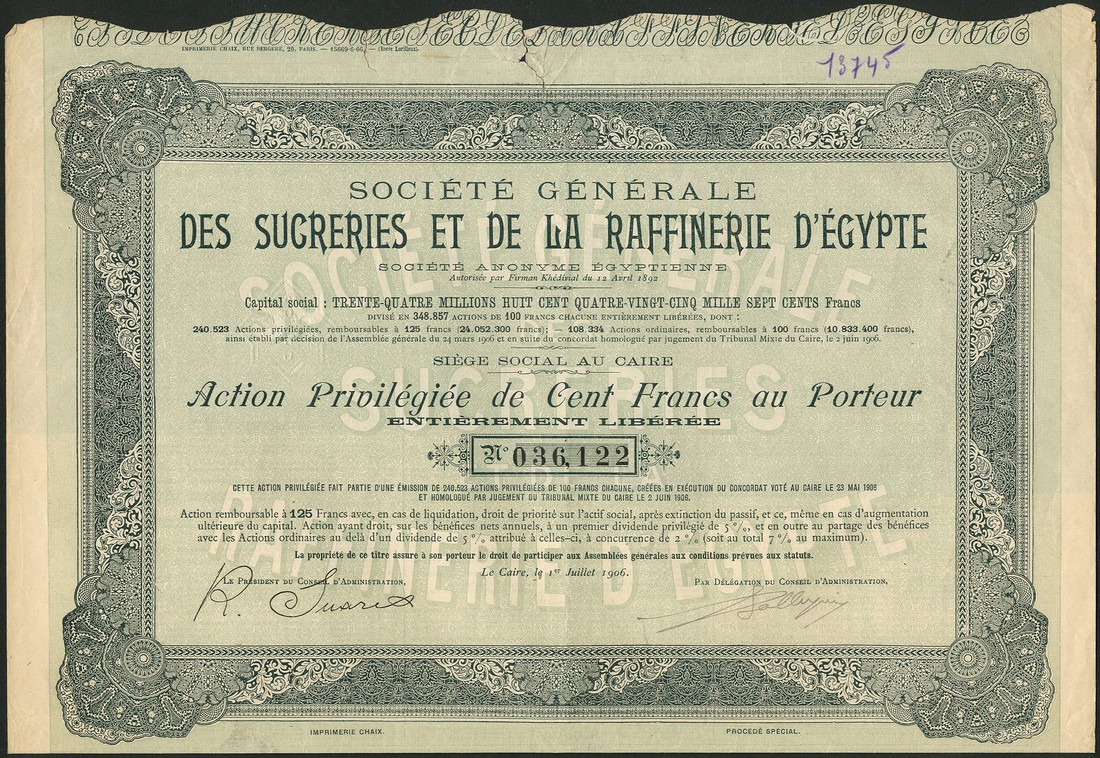 IMPRIMERIE CHAIX, RUE BERGÈRE, 20, PARIS. — 15669-6-06. — (Encre Lorilleux).
13745
SOCIÉTÉ GÉNÉRALE
DES SUCRERIES ET DE LA RAFFINERIE D'ÉGYPTE
SOCIÉTÉ ANONYME ÉGYPTIENNE
Autorisée par Firman Khédivial du 12 Avril 1892
Capital social : TRENTE-QUATRE MILLIONS HUIT CENT QUATRE-VINGT-CINQ MILLE SEPT CENTS Francs
DIVISÉ EN 348.857 ACTIONS DE 100 FRANCS CHACUNE ENTIÈREMENT LIBÉRÉES, DONT :
240.523 Actions privilégiées, remboursables à 125 francs (24.052.300 francs); — 108.334 Actions ordinaires, remboursables à 100 francs (10.833.400 francs),
ainsi établi par décision de l'Assemblée générale du 24 mars 1906 et en suite du concordat homologué par jugement du Tribunal Mixte du Caire, le 2 juin 1906.
SIÈGE SOCIAL AU CAIRE
Action Privilégiée de Cent Francs au Porteur
ENTIÈREMENT LIBÉRÉE
No 036,122
CETTE ACTION PRIVILÉGIÉE FAIT PARTIE D'UNE ÉMISSION DE 240.523 ACTIONS PRIVILÉGIÉES DE 100 FRANCS CHACUNE, CRÉÉES EN EXÉCUTION DU CONCORDAT VOTÉ AU CAIRE LE 23 MAI 1906
ET HOMOLOGUÉ PAR JUGEMENT DU TRIBUNAL MIXTE DU CAIRE LE 2 JUIN 1906.
Action remboursable à 125 Francs avec, en cas de liquidation, droit de priorité sur l'actif social, après extinction du passif, et ce, même en cas d'augmentation
ultérieure du capital. Action ayant droit, sur les bénéfices nets annuels, à un premier dividende privilégié de 5 %, et en outre au partage des bénéfices
avec les Actions ordinaires au delà d'un dividende de 5 % attribué à celles-ci, à concurrence de 2 % (soit au total 7 % au maximum).
La propriété de ce titre assure à son porteur le droit de participer aux Assemblées générales aux conditions prévues aux statuts.
Le Caire, le 1er Juillet 1906.
LE PRÉSIDENT DU CONSEIL D'ADMINISTRATION,
PAR DÉLÉGATION DU CONSEIL D'ADMINISTRATION,
R. Suares
SOCIÉTÉ GÉNÉRALE
SUCRERIES
RAFFINERIE D'EGYPTE
IMPRIMERIE CHAIX.
PROCÉDÉ SPÉCIAL.